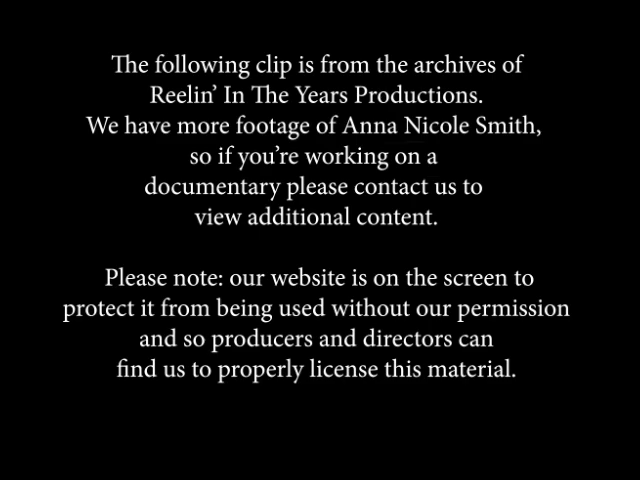 The following clip is from the archives of
Reelin’ In The Years Productions.
We have more footage of Anna Nicole Smith,
so if you’re working on a
documentary please contact us to
view additional content.
Please note: our website is on the screen to
protect it from being used without our permission
and so producers and directors can
find us to properly license this material.